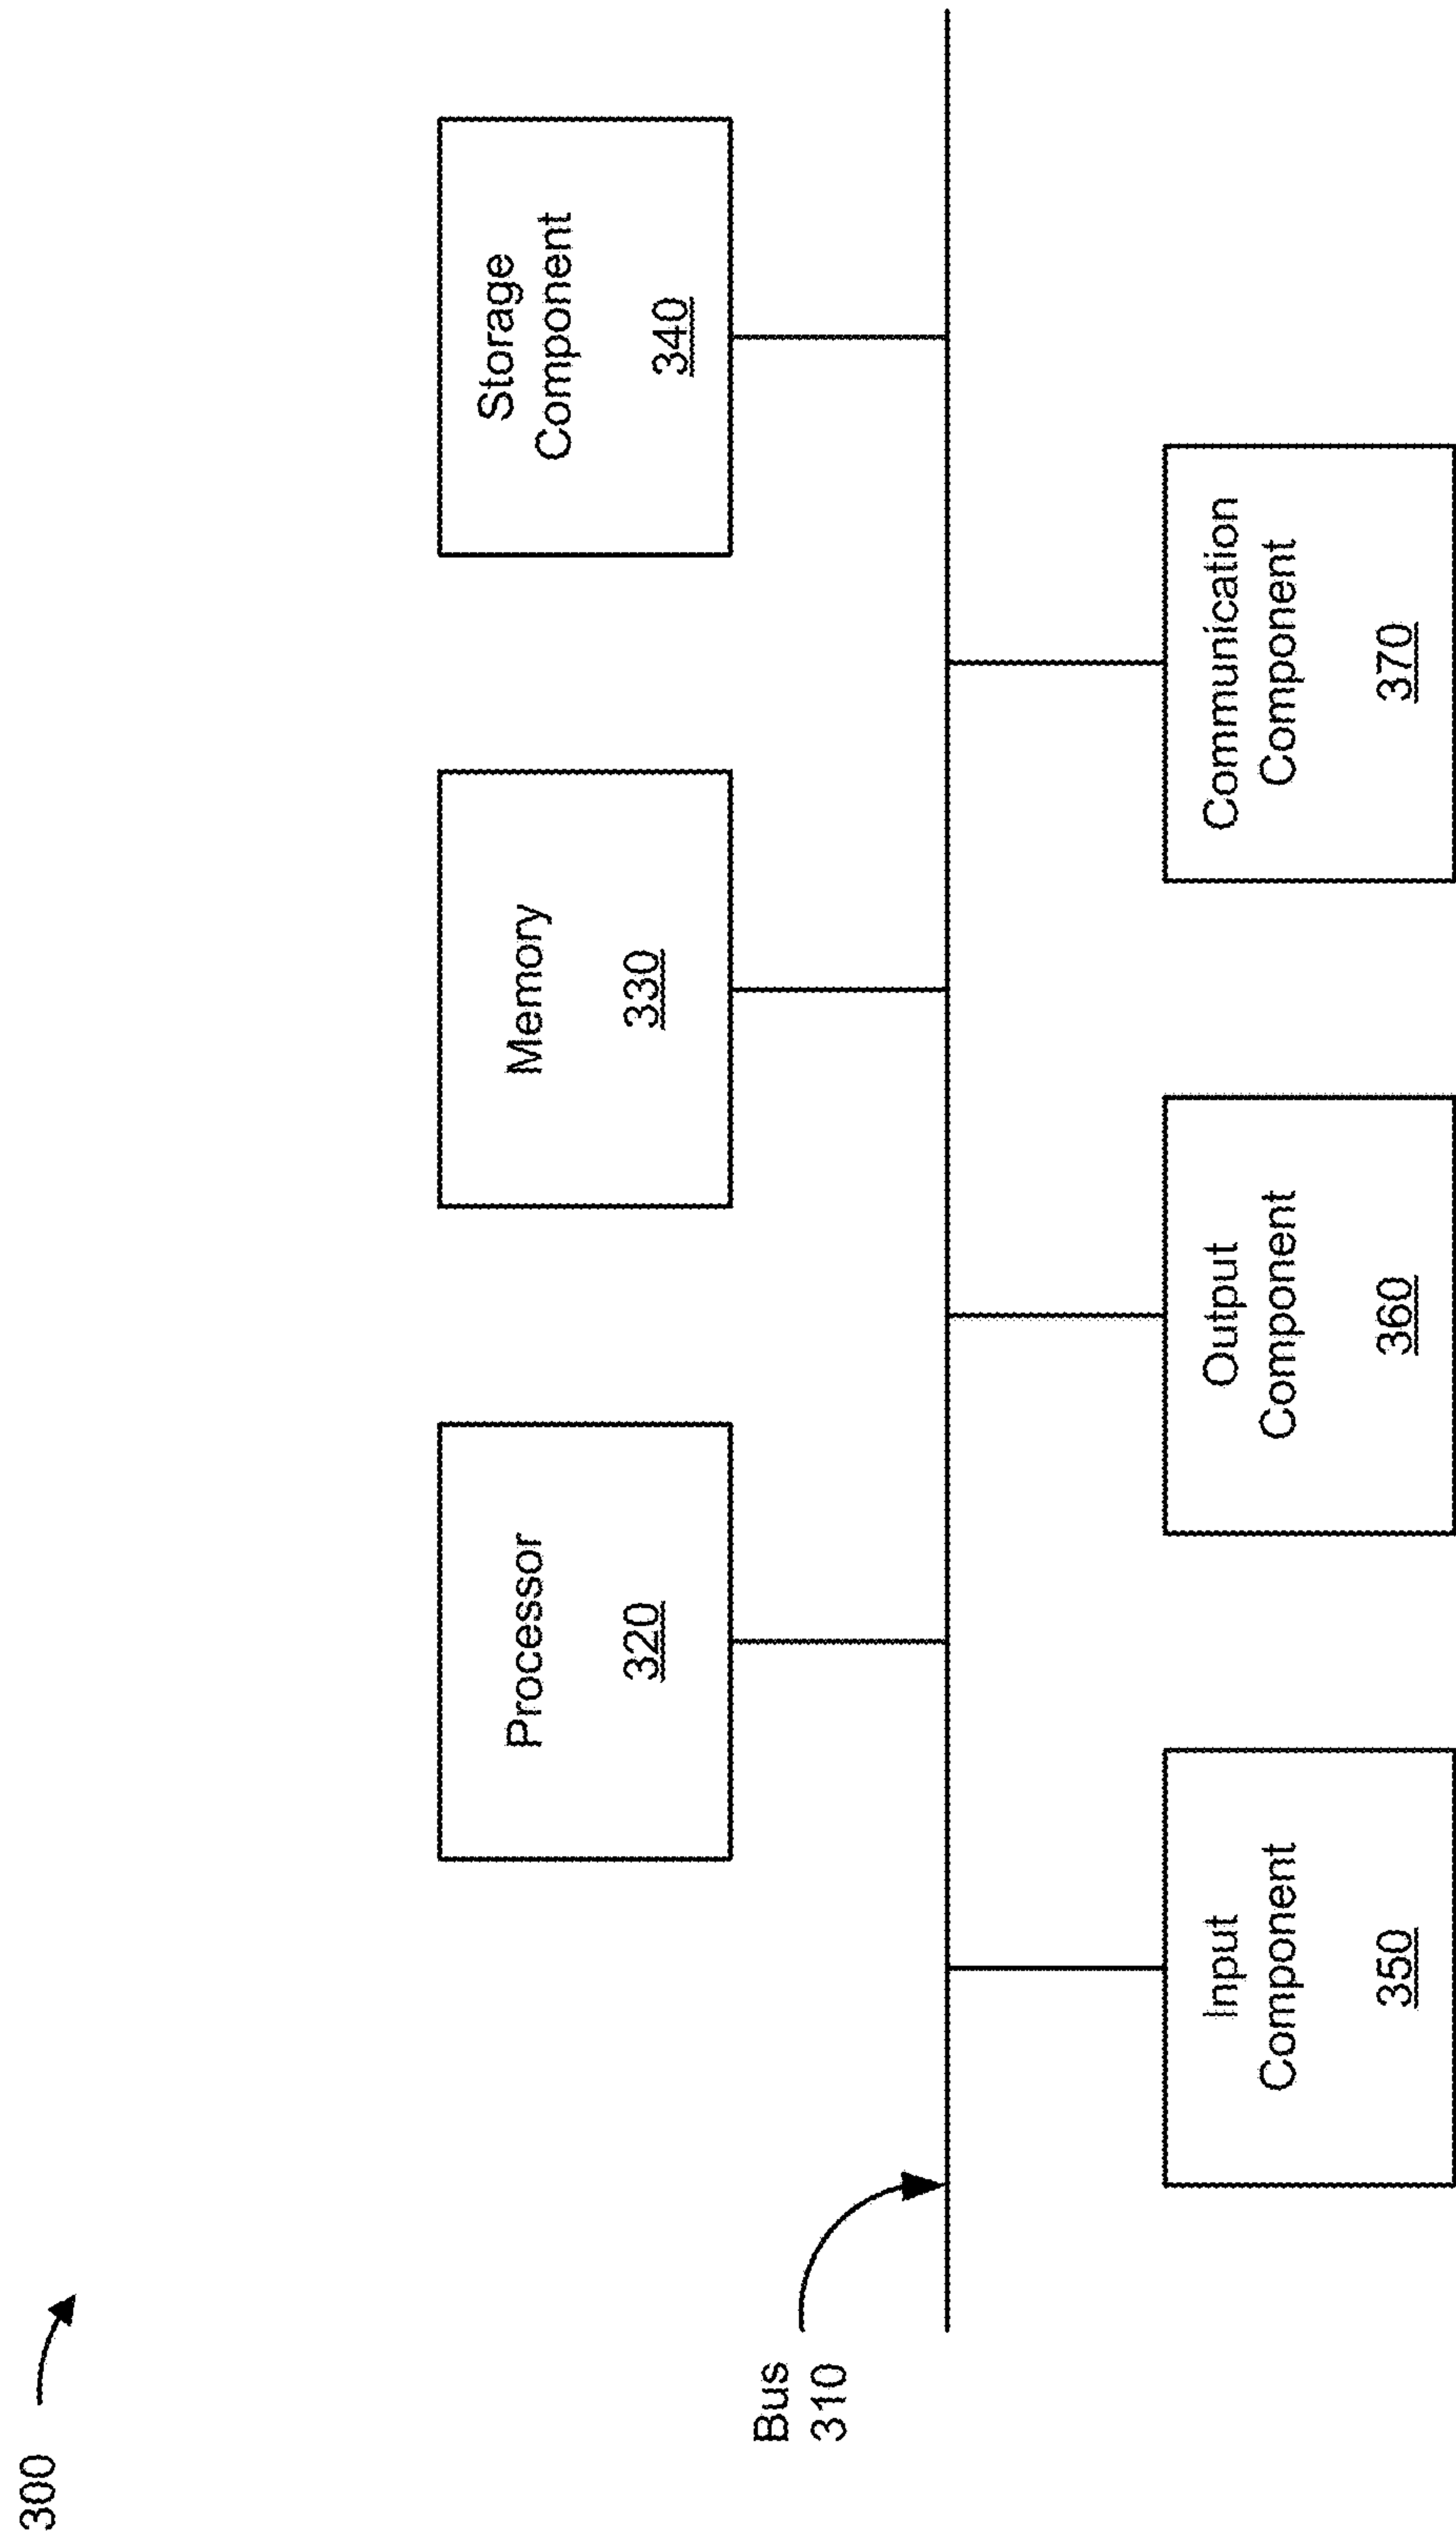 300
Processor
320
Memory
330
Storage
Component
340
Bus
310
Input
Component
350
Output
Component
360
Communication
Component
370